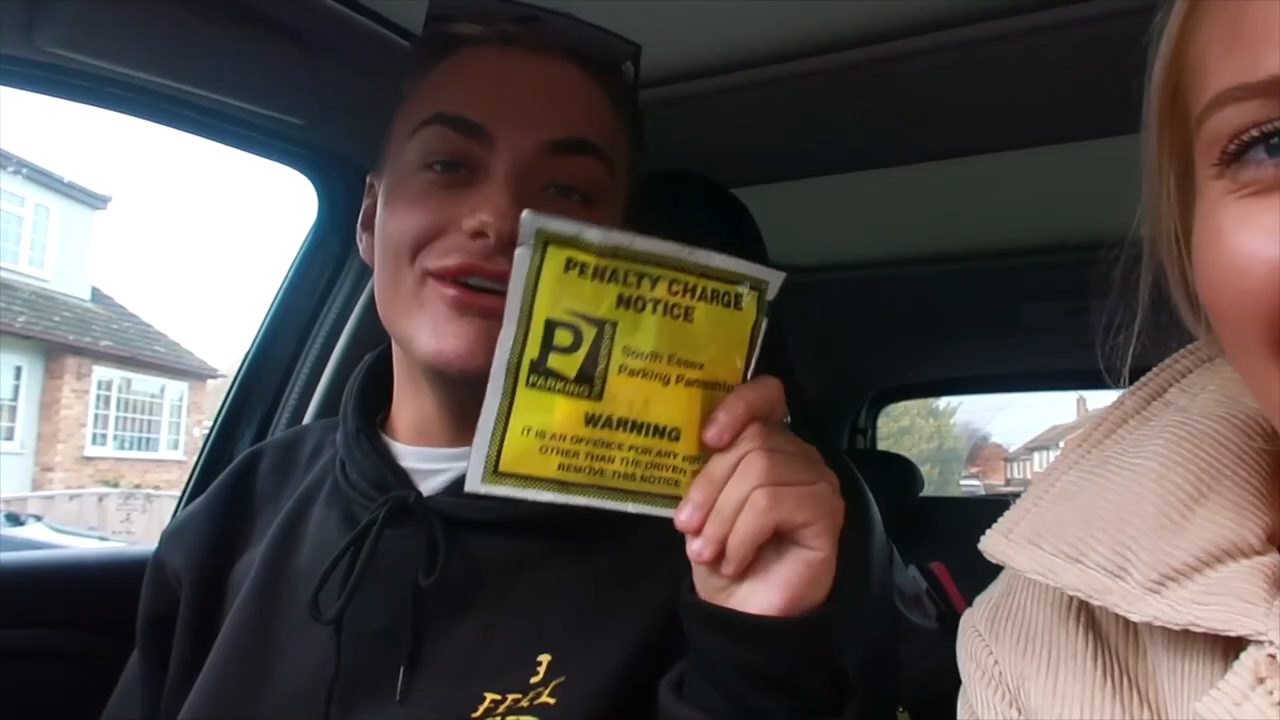 PENALTY CHARGE
NOTICE
P
PARKING
South Essex
Parking Partnership
WARNING
IT IS AN OFFENCE FOR ANY
OTHER THAN THE DRIVER
REMOVE THIS NOTICE
I
FEEL